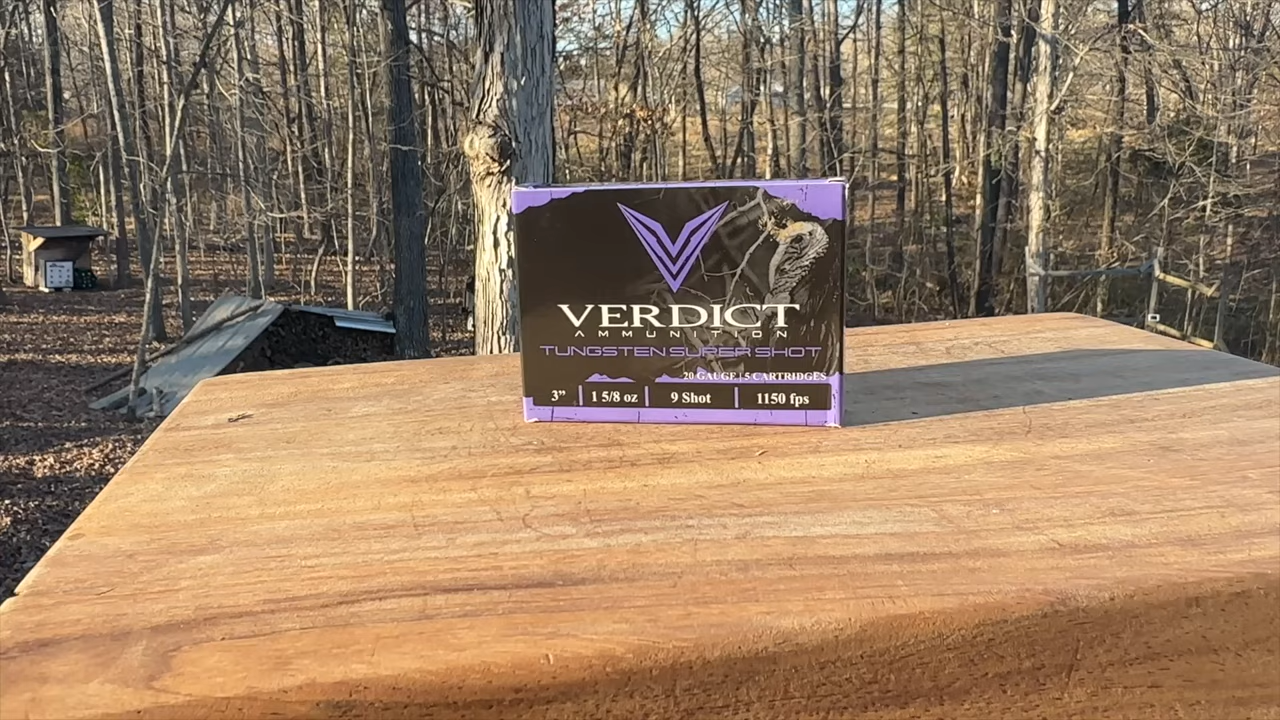 VERDICT
AMMUNITION
TUNGSTEN SUPER SHOT
20 GAUGE | 5 CARTRIDGES
3” | 1 5/8 oz | 9 Shot | 1150 fps